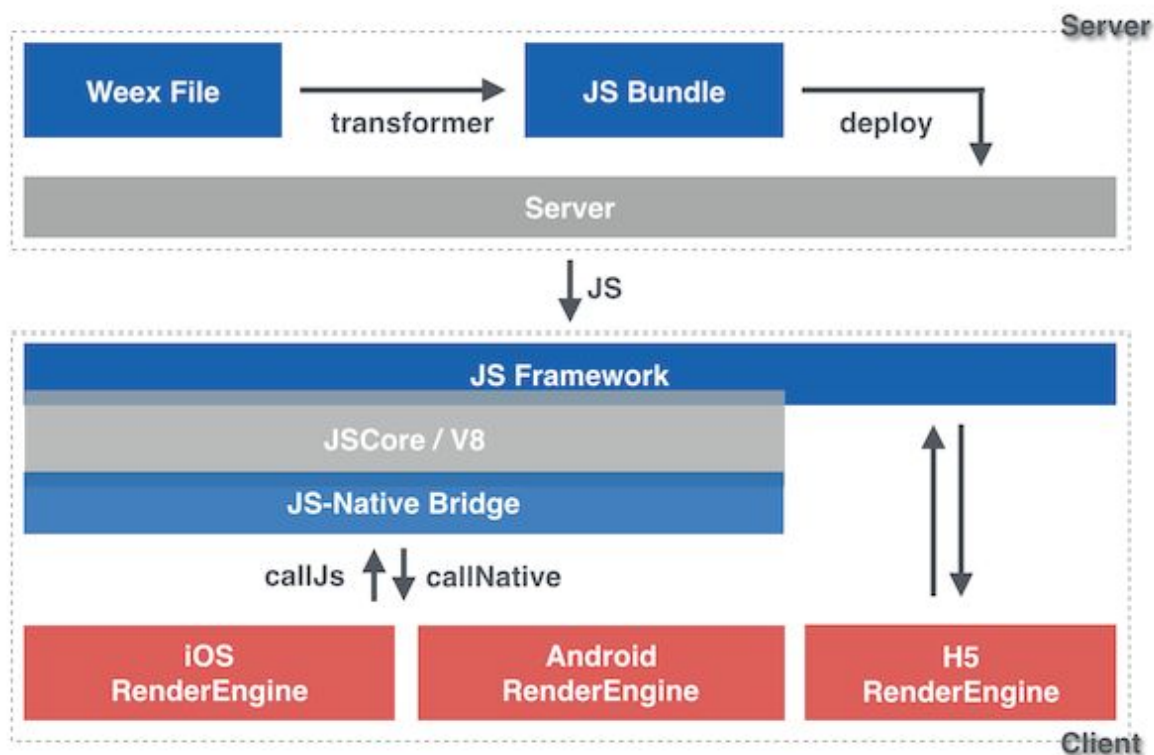 Server
Weex File
JS Bundle
transformer
deploy
Server
JS
JS Framework
JSCore / V8
JS-Native Bridge
callJs
callNative
iOS
RenderEngine
Android
RenderEngine
H5
RenderEngine
Client